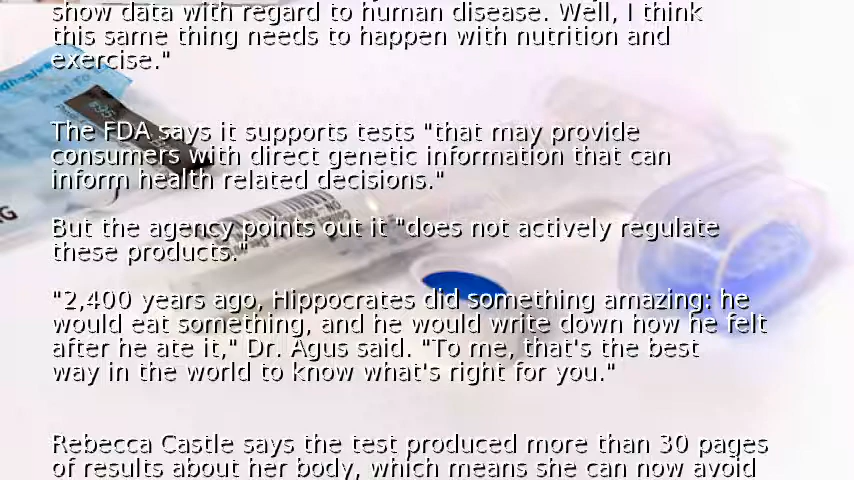 show data with regard to human disease. Well, I think
this same thing needs to happen with nutrition and
exercise."
The FDA says it supports tests "that may provide
consumers with direct genetic information that can
inform health related decisions."
But the agency points out it "does not actively regulate
these products."
"2,400 years ago, Hippocrates did something amazing: he
would eat something, and he would write down how he felt
after he ate it," Dr. Agus said. "To me, that's the best
way in the world to know what's right for you."
Rebecca Castle says the test produced more than 30 pages
of results about her body, which means she can now avoid